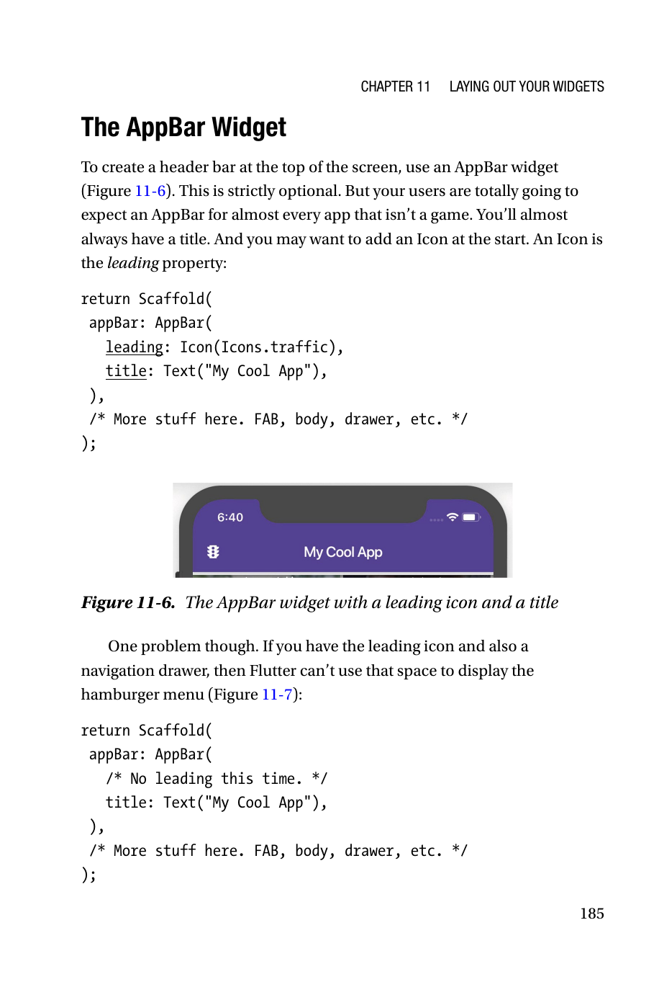 CHAPTER 11 LAYING OUT YOUR WIDGETS
The AppBar Widget
To create a header bar at the top of the screen, use an AppBar widget
(Figure 11-6). This is strictly optional. But your users are totally going to
expect an AppBar for almost every app that isn’t a game. You’ll almost
always have a title. And you may want to add an Icon at the start. An Icon is
the leading property:
return Scaffold(
appBar: AppBar(
leading: Icon(Icons.traffic),
title: Text("My Cool App"),
),
/* More stuff here. FAB, body, drawer, etc. */
);
6:40
My Cool App
Figure 11-6. The AppBar widget with a leading icon and a title
One problem though. If you have the leading icon and also a
navigation drawer, then Flutter can’t use that space to display the
hamburger menu (Figure 11-7):
return Scaffold(
appBar: AppBar(
/* No leading this time. */
title: Text("My Cool App"),
),
/* More stuff here. FAB, body, drawer, etc. */
);
185